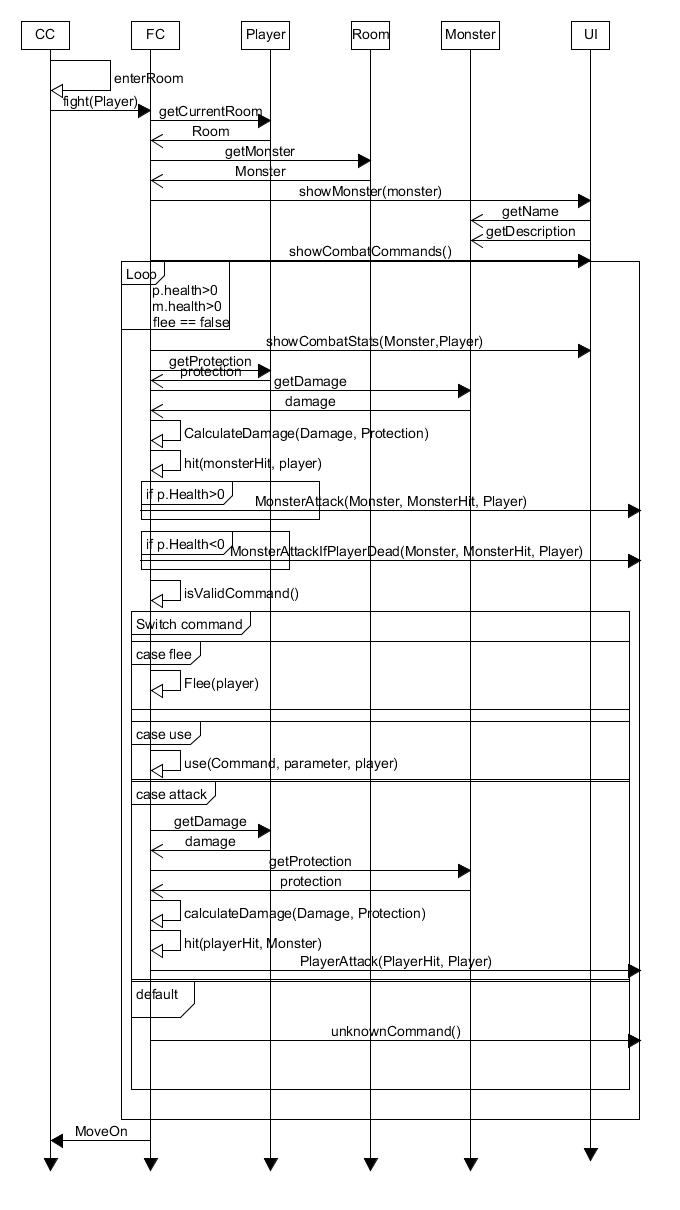 CC
FC
Player
Room
Monster
UI
enterRoom
fight(Player)
getCurrentRoom
Room
getMonster
Monster
showMonster(monster)
getName
getDescription
showCombatCommands()
Loop
p.health>0
m.health>0
flee == false
showCombatStats(Monster,Player)
getProtection
protection
getDamage
damage
CalculateDamage(Damage, Protection)
hit(monsterHit, player)
if p.Health>0
MonsterAttack(Monster, MonsterHit, Player)
if p.Health<0
MonsterAttackIfPlayerDead(Monster, MonsterHit, Player)
isValidCommand()
Switch command
case flee
Flee(player)
case use
use(Command, parameter, player)
case attack
getDamage
damage
getProtection
protection
calculateDamage(Damage, Protection)
hit(playerHit, Monster)
PlayerAttack(PlayerHit, Player)
default
unknownCommand()
MoveOn